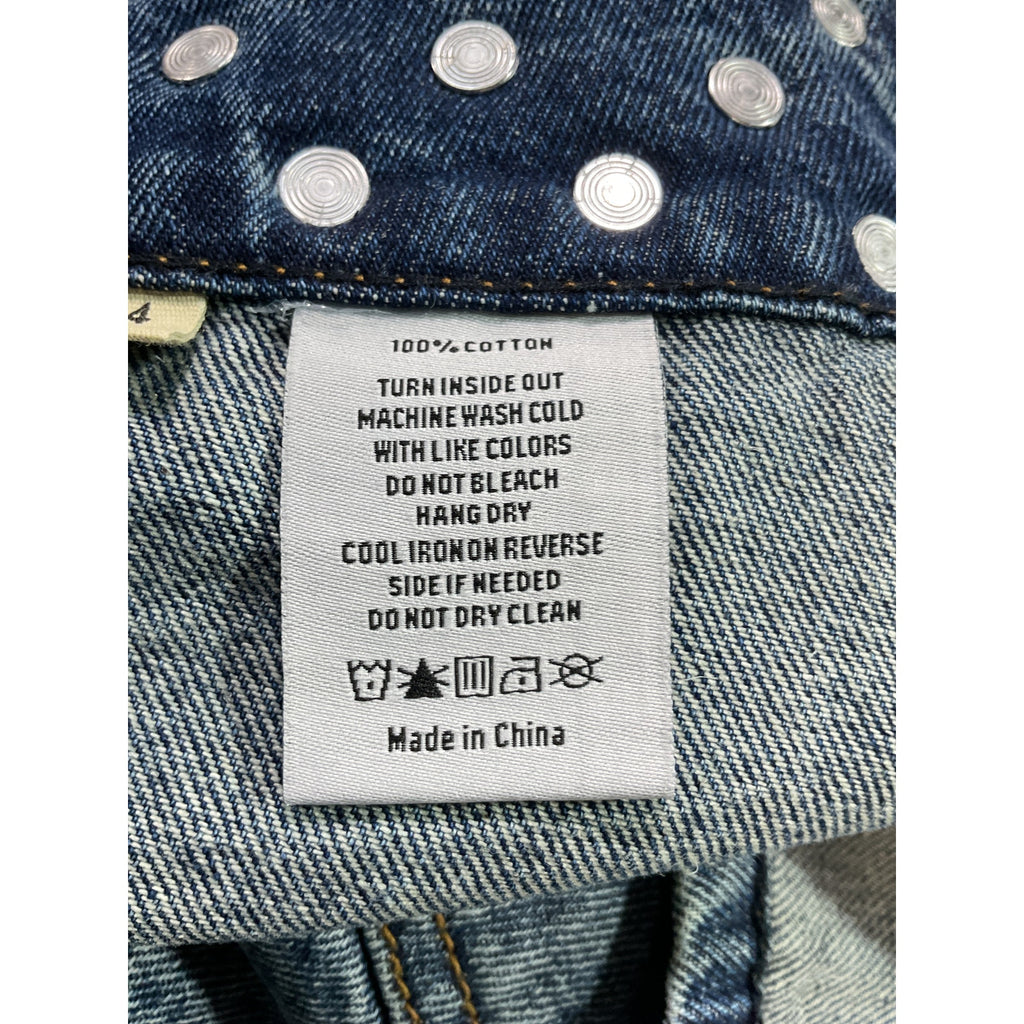 4
100% COTTON
TURN INSIDE OUT
MACHINE WASH COLD
WITH LIKE COLORS
DO NOT BLEACH
HANG DRY
COOL IRON ON REVERSE
SIDE IF NEEDED
DO NOT DRY CLEAN
Made in China